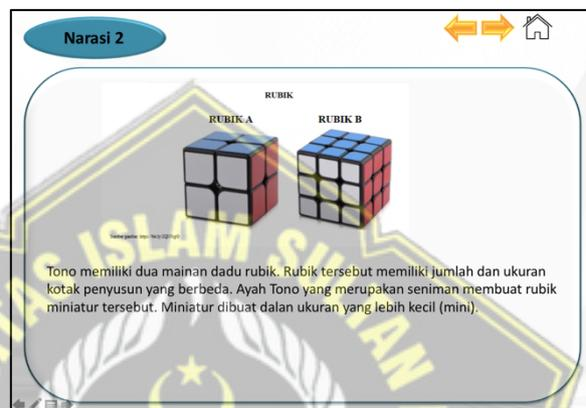 Narasi 2
RUBIK
RUBIK A RUBIK B
Tono memiliki dua mainan dadu rubik. Rubik tersebut memiliki jumlah dan ukuran
kotak penyusun yang berbeda. Ayah Tono yang merupakan seniman membuat rubik
miniatur tersebut. Miniatur dibuat dalan ukuran yang lebih kecil (mini).
ISLAM SUL